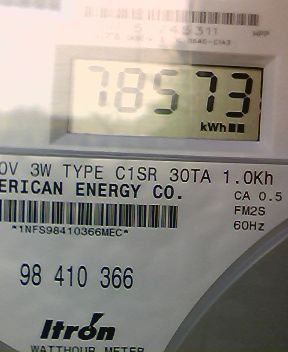 78573
kWh
0V 3W TYPE C1SR 30TA 1.0Kh
ERICAN ENERGY CO.
CA 0.5
FM2S
*1NFS98410366MEC*
60Hz
98 410 366
Itron
WATTHOUR METER